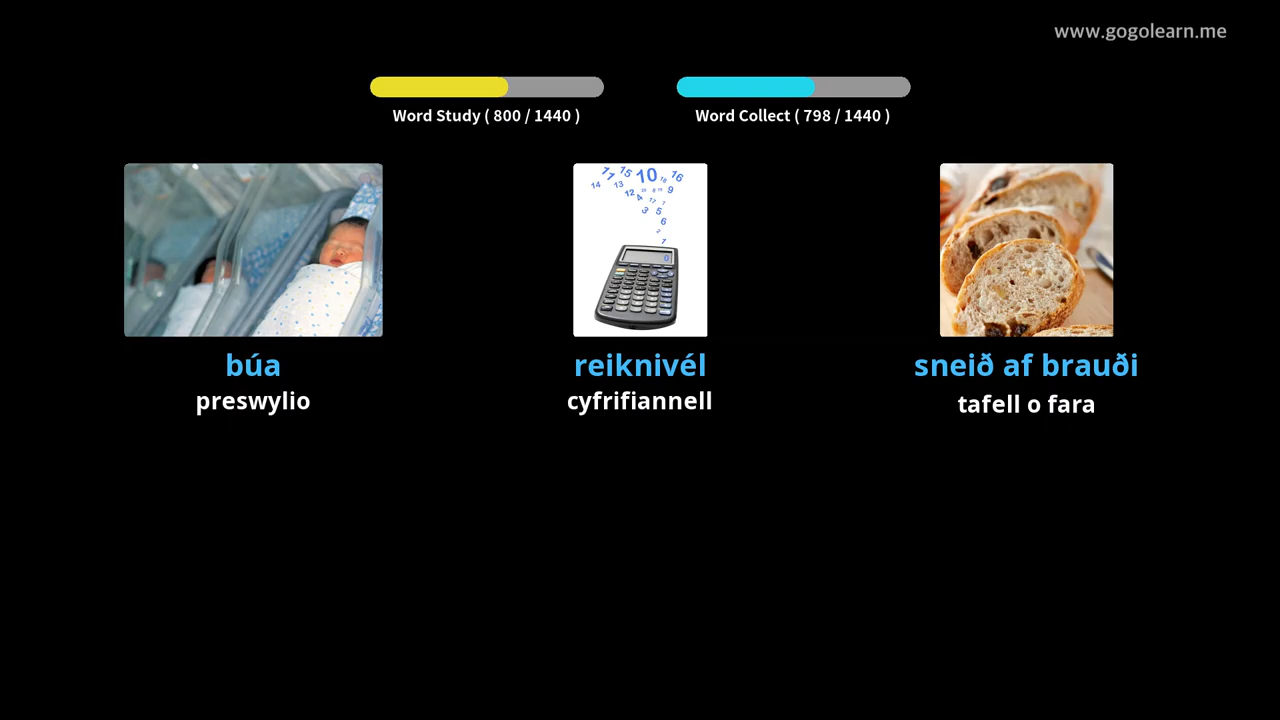 www.gogolearn.me
Word Study ( 800 / 1440 )
Word Collect ( 798 / 1440 )
búa
reiknivél
sneið af brauði
preswylio
cyfrifiannell
tafell o fara